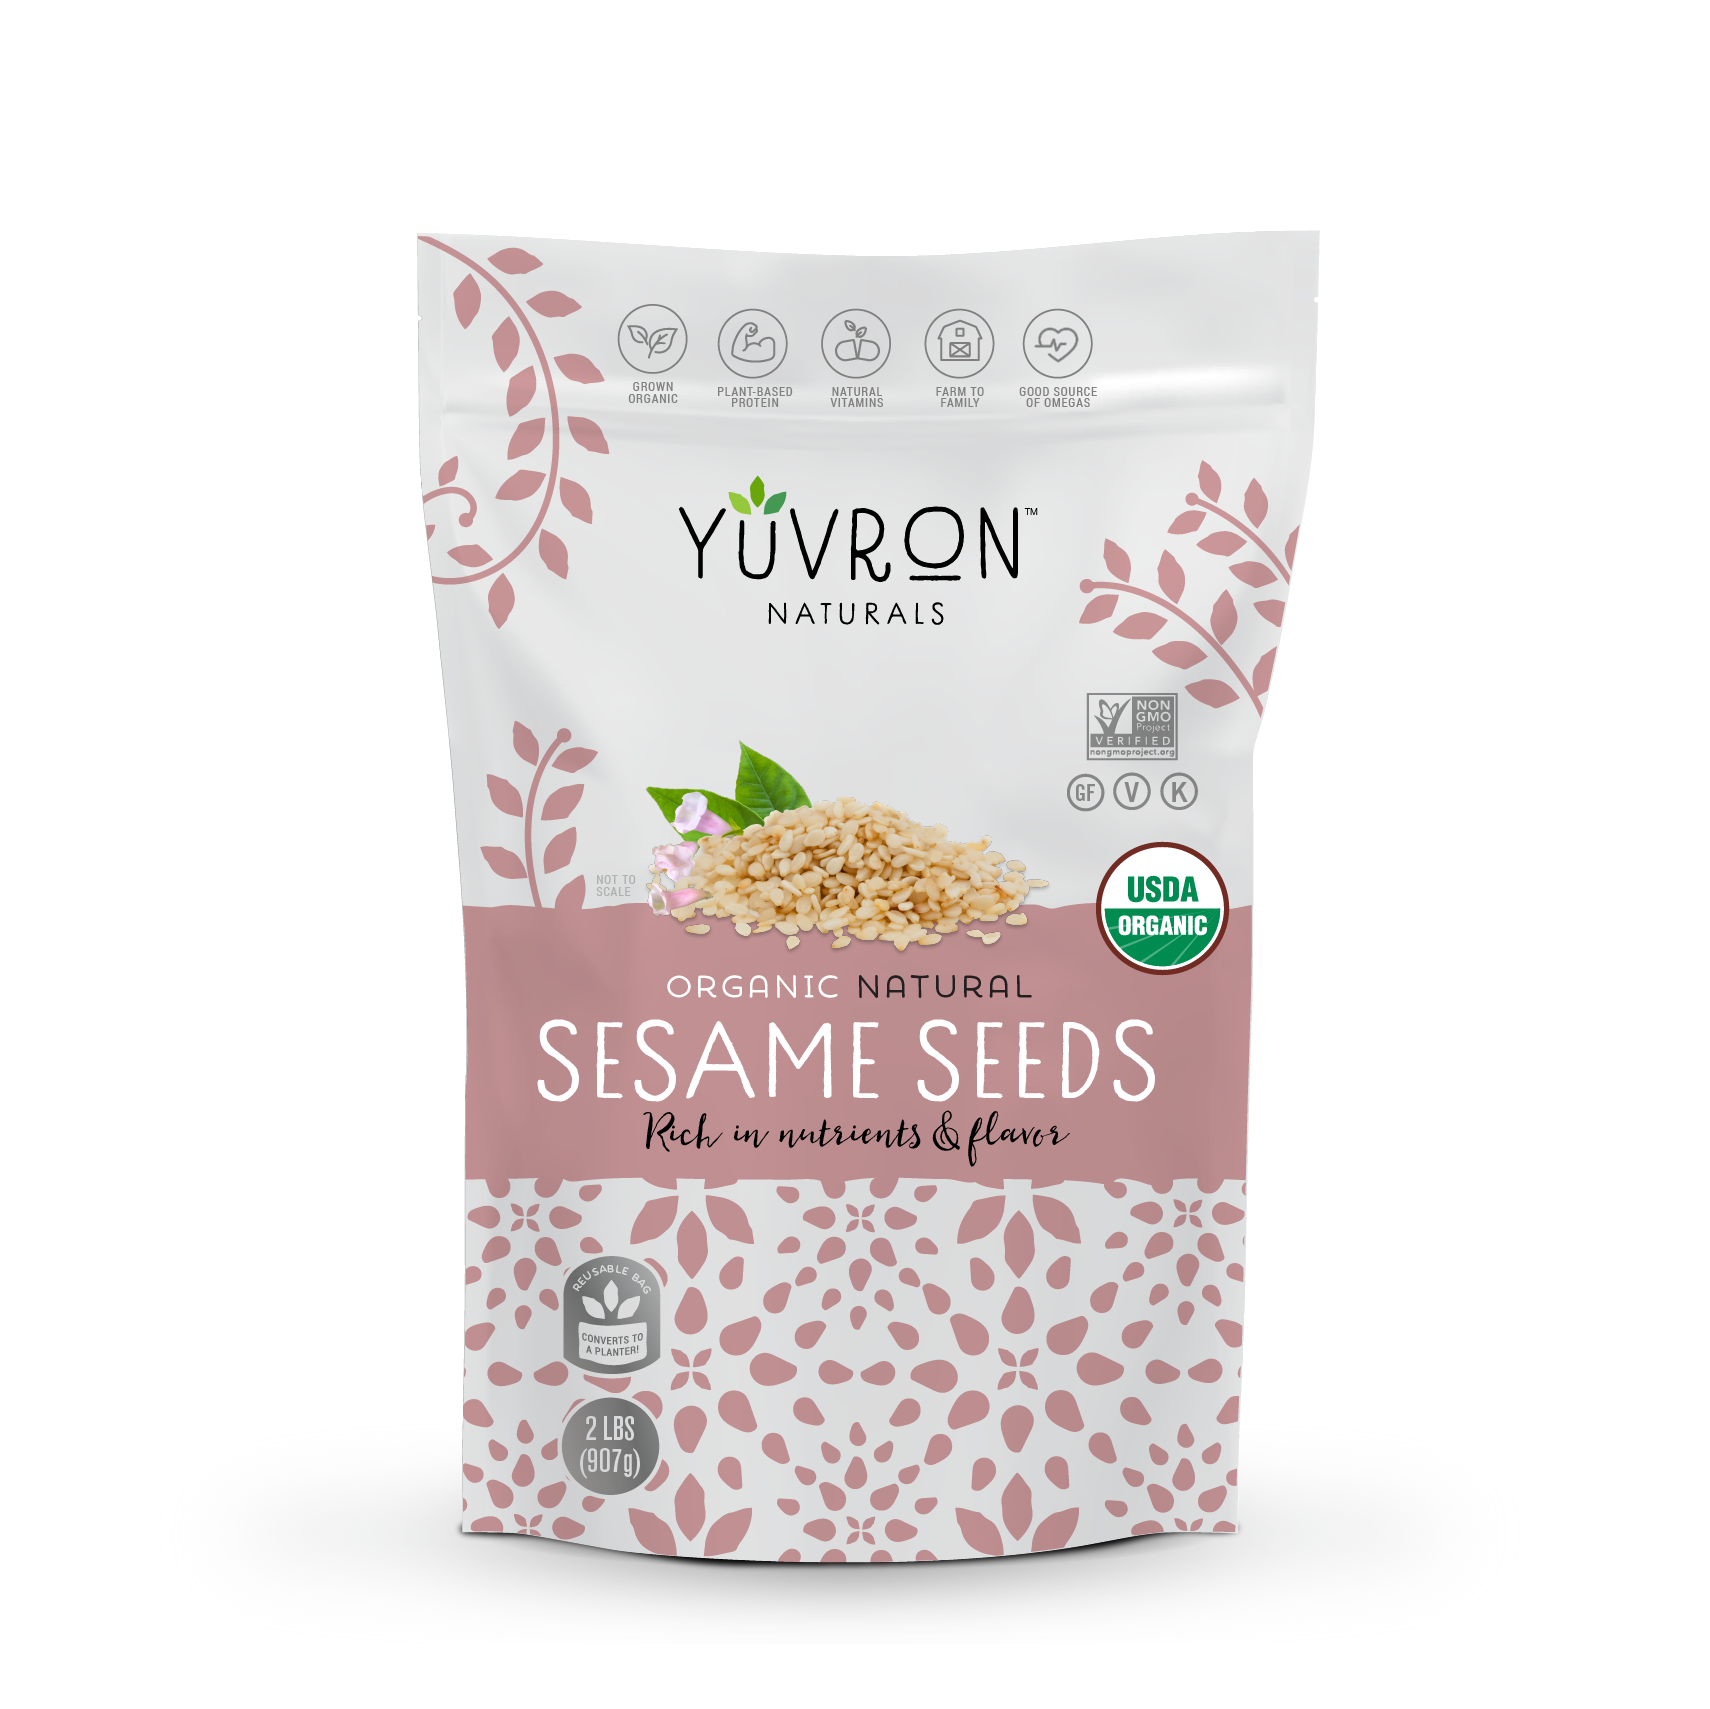 GROWN
ORGANIC
PLANT-BASED
PROTEIN
NATURAL
VITAMINS
FARM TO
FAMILY
GOOD SOURCE
OF OMEGAS
YUVRON™
NATURALS
NON
GMO
Project
VERIFIED
nongmoproject.org
GF V K
NOT TO
SCALE
USDA
ORGANIC
ORGANIC NATURAL
SESAME SEEDS
Rich in nutrients & flavor
REUSABLE BAG
CONVERTS TO
A PLANTER!
2 LBS
(907g)